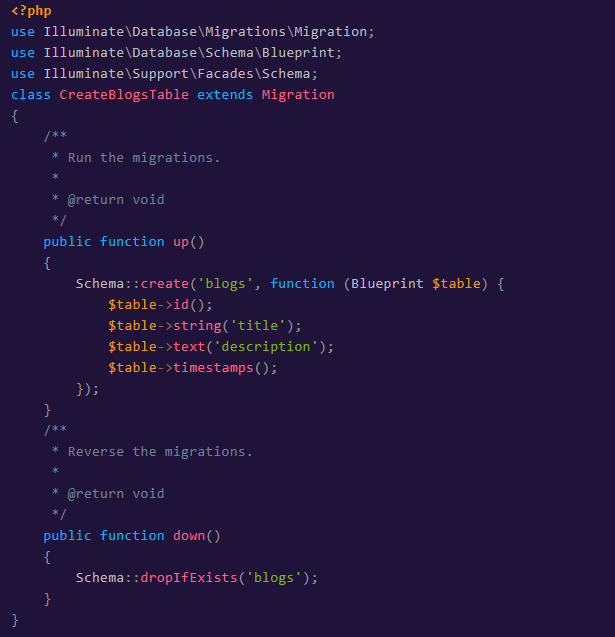 <?php
use Illuminate\Database\Migrations\Migration;
use Illuminate\Database\Schema\Blueprint;
use Illuminate\Support\Facades\Schema;
class CreateBlogsTable extends Migration
{
    /**
     * Run the migrations.
     *
     * @return void
     */
    public function up()
    {
        Schema::create('blogs', function (Blueprint $table) {
            $table->id();
            $table->string('title');
            $table->text('description');
            $table->timestamps();
        });
    }
    /**
     * Reverse the migrations.
     *
     * @return void
     */
    public function down()
    {
        Schema::dropIfExists('blogs');
    }
}